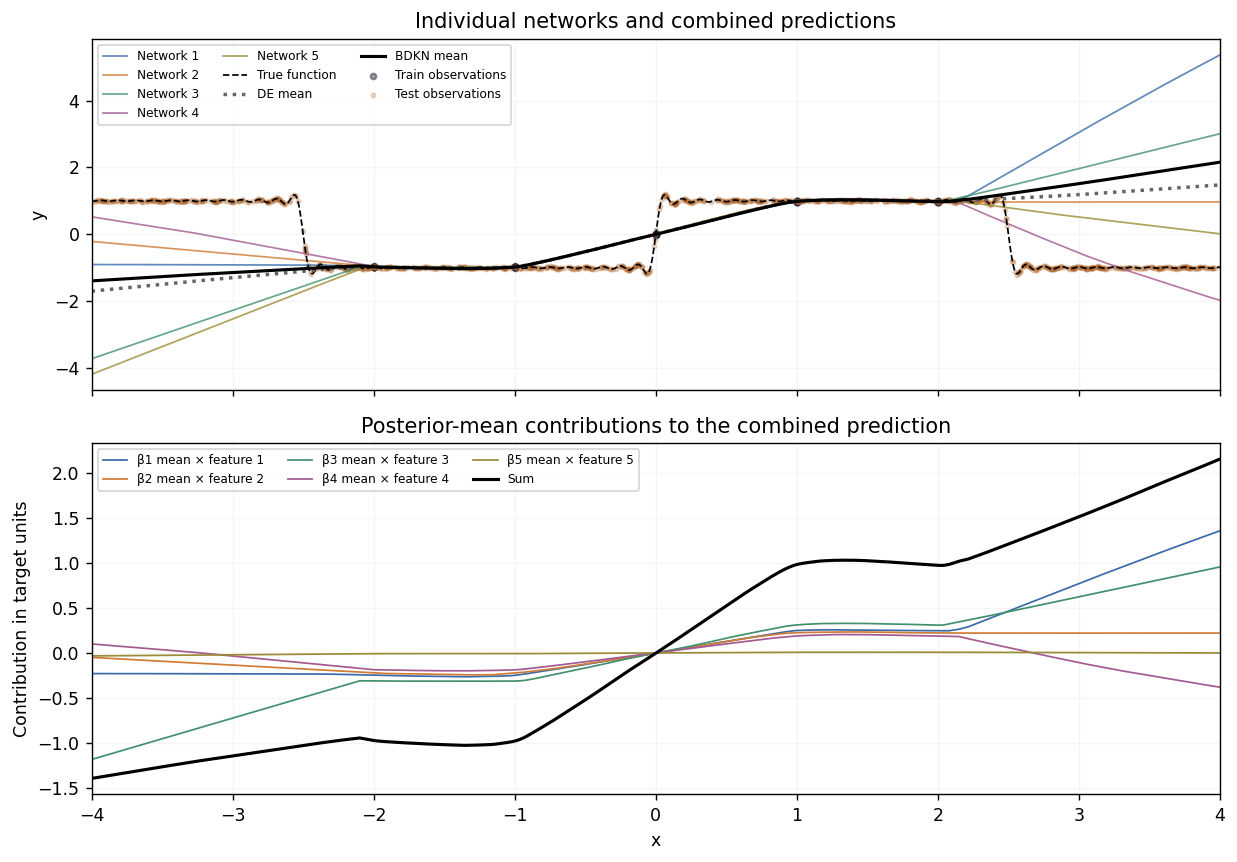 Individual networks and combined predictions
Network 1
Network 2
Network 3
Network 4
Network 5
True function
DE mean
BDKN mean
Train observations
Test observations
4
2
0
−2
−4
y
Posterior-mean contributions to the combined prediction
β1 mean × feature 1
β2 mean × feature 2
β3 mean × feature 3
β4 mean × feature 4
β5 mean × feature 5
Sum
2.0
1.5
1.0
0.5
0.0
−0.5
−1.0
−1.5
Contribution in target units
−4 −3 −2 −1 0 1 2 3 4
x